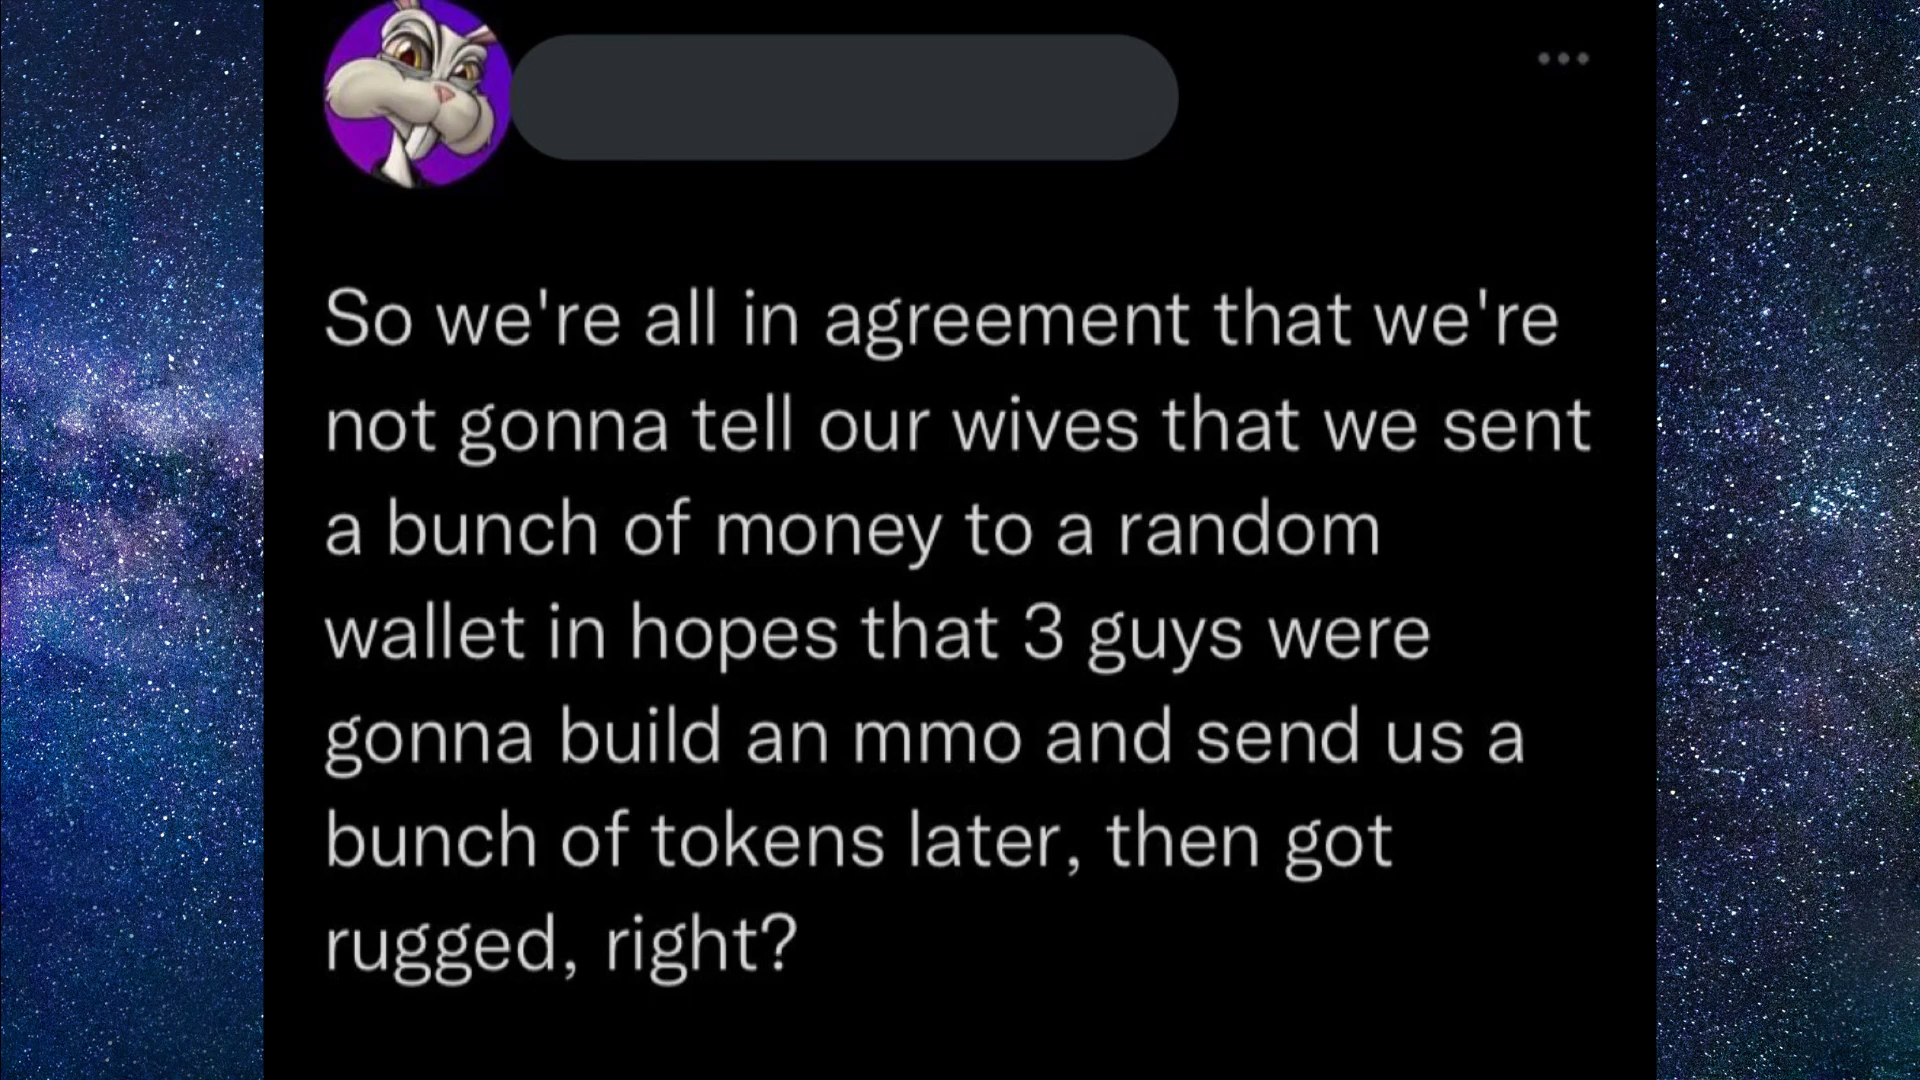 So we're all in agreement that we're
not gonna tell our wives that we sent
a bunch of money to a random
wallet in hopes that 3 guys were
gonna build an mmo and send us a
bunch of tokens later, then got
rugged, right?